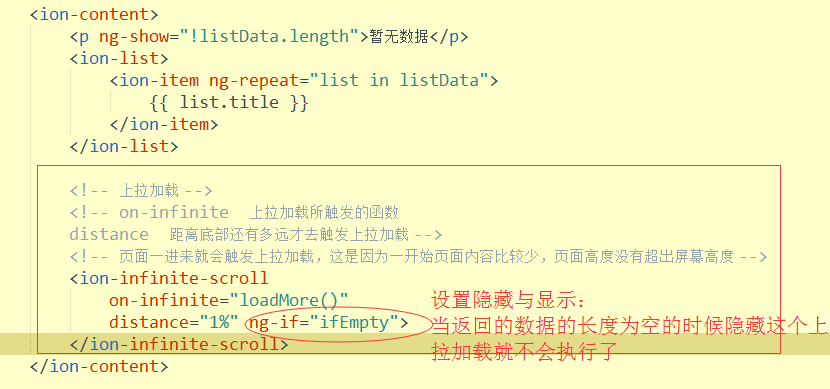 <ion-content>
<p ng-show="!listData.length">暂无数据</p>
<ion-list>
<ion-item ng-repeat="list in listData">
{{ list.title }}
</ion-item>
</ion-list>
<!-- 上拉加载 -->
<!-- on-infinite 上拉加载所触发的函数
distance 距离底部还有多远才去触发上拉加载 -->
<!-- 页面一进来就会触发上拉加载，这是因为一开始页面内容比较少，页面高度没有超出屏幕高度 -->
<ion-infinite-scroll
on-infinite="loadMore()"
distance="1%" ng-if="ifEmpty">
</ion-infinite-scroll>
</ion-content>
设置隐藏与显示：
当返回的数据的长度为空的时候隐藏这个上
拉加载就不会执行了